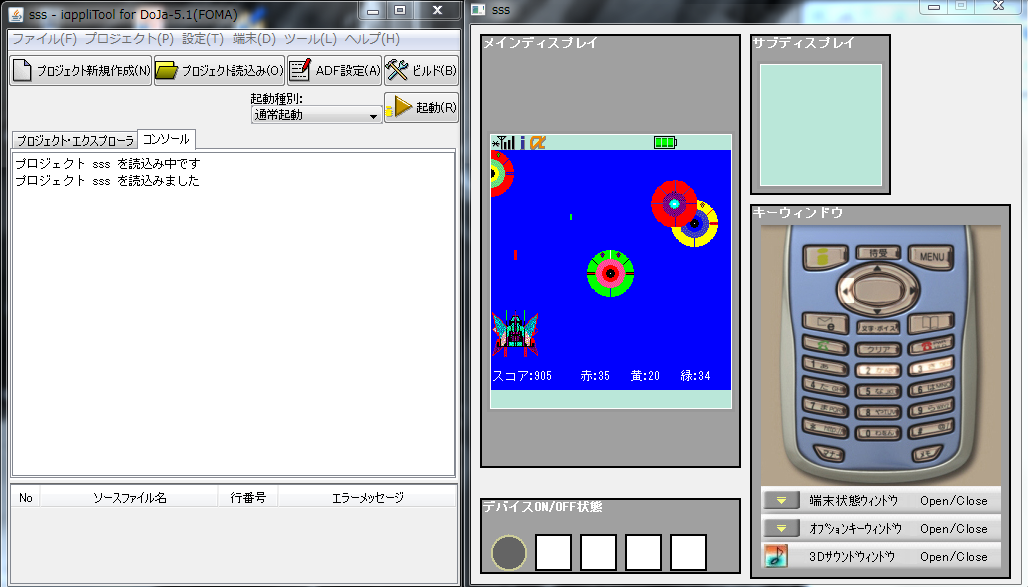 sss - iαppliTool for DoJa-5.1(FOMA)
ファイル(F) プロジェクト(P) 設定(T) 端末(D) ツール(L) ヘルプ(H)
プロジェクト新規作成(N) プロジェクト読込み(O) ADF設定(A) ビルド(B)
起動種別:
通常起動 起動(R)
プロジェクト・エクスプローラ コンソール
プロジェクト sss を読込み中です
プロジェクト sss を読込みました
No ソースファイル名 行番号 エラーメッセージ
sss
メインディスプレイ
i α
スコア:905 赤:35 黄:20 緑:34
デバイスON/OFF状態
サブディスプレイ
キーウィンドウ
待受 MENU
文字・ボイス
クリア
端末状態ウィンドウ Open/Close
オプションキーウィンドウ Open/Close
3Dサウンドウィンドウ Open/Close